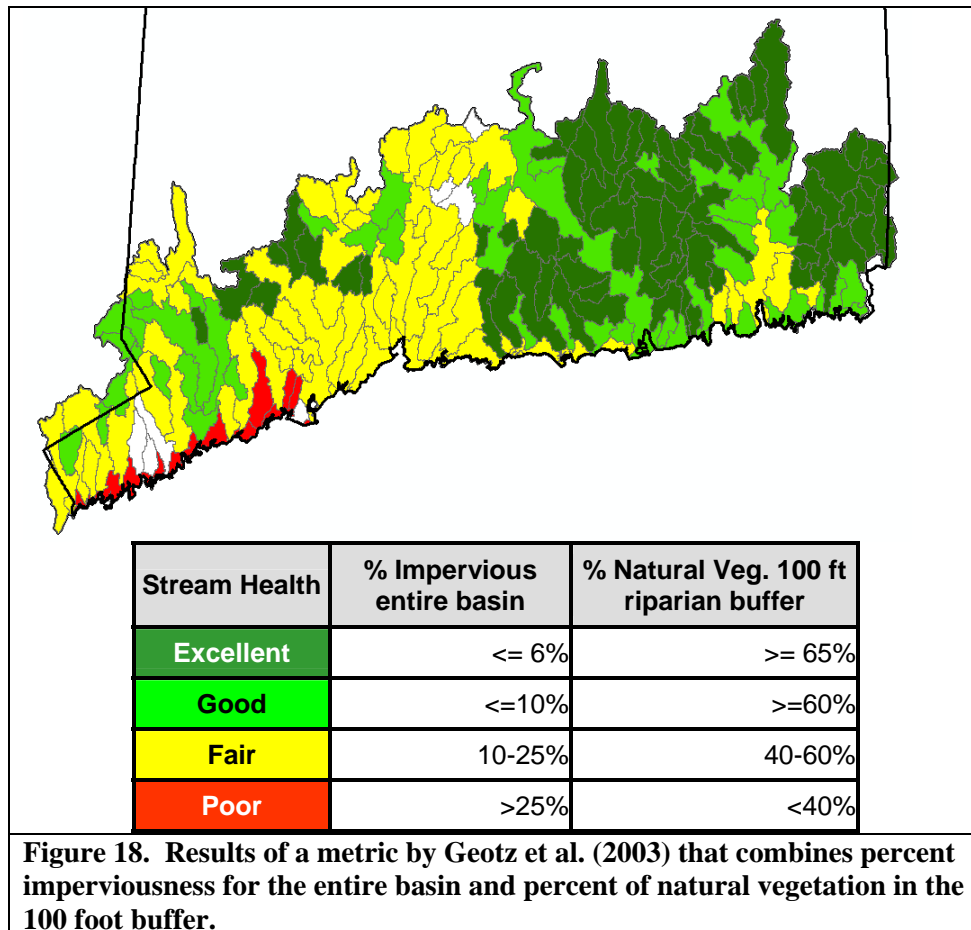 Stream Health % Impervious entire basin % Natural Veg. 100 ft riparian buffer
Excellent <= 6% >= 65%
Good <=10% >=60%
Fair 10-25% 40-60%
Poor >25% <40%
Figure 18. Results of a metric by Geotz et al. (2003) that combines percent
imperviousness for the entire basin and percent of natural vegetation in the
100 foot buffer.